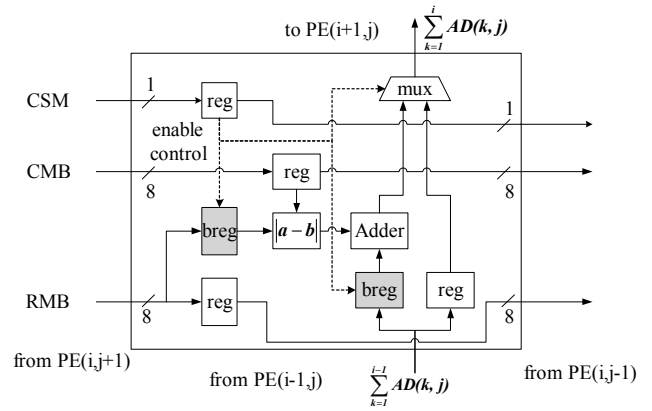 to PE(i+1,j)
i
∑ AD(k, j)
k=1
mux
CSM
1
reg
1
enable
control
CMB
8
reg
8
breg
|a − b|
Adder
breg
reg
RMB
8
reg
8
from PE(i,j+1)
from PE(i-1,j)
i−1
∑ AD(k, j)
k=1
from PE(i,j-1)